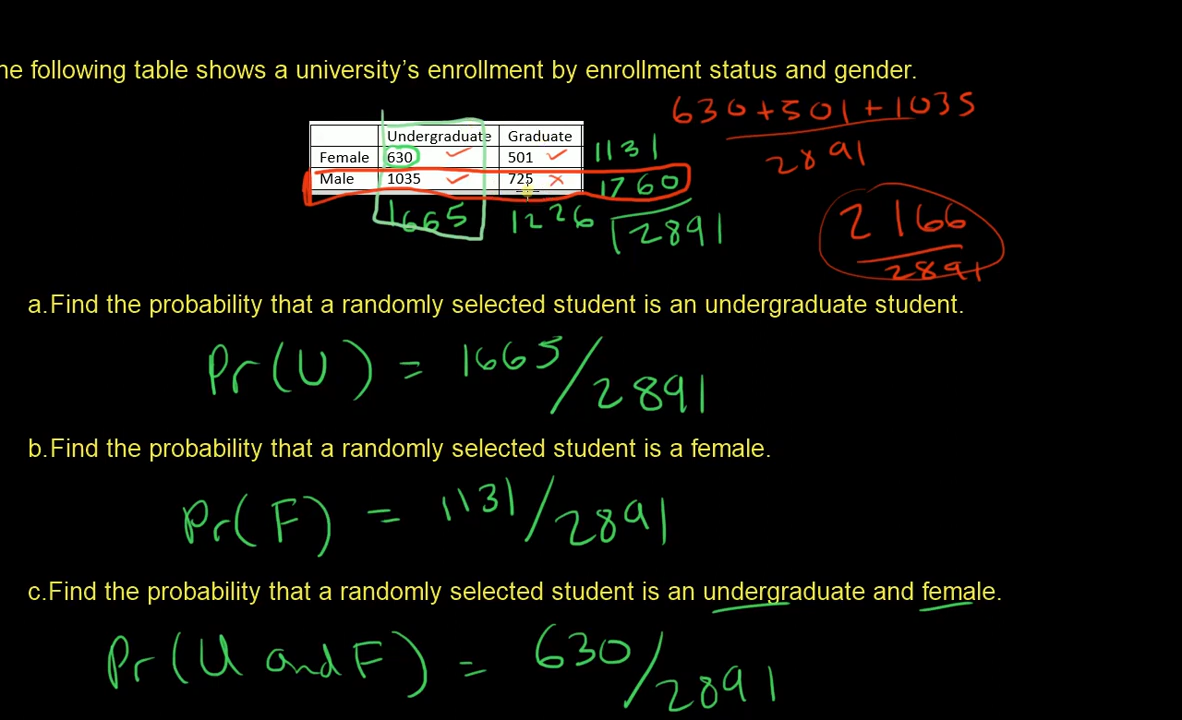 he following table shows a university's enrollment by enrollment status and gender.
630+501+1035
2891
Undergraduate Graduate
Female 630 501 1131
Male 1035 725 1760
1665 1226 2891
2166
2891
a.Find the probability that a randomly selected student is an undergraduate student.
Pr(U) = 1665/2891
b.Find the probability that a randomly selected student is a female.
Pr(F) = 1131/2891
c.Find the probability that a randomly selected student is an undergraduate and female.
Pr(U and F) = 630/2891